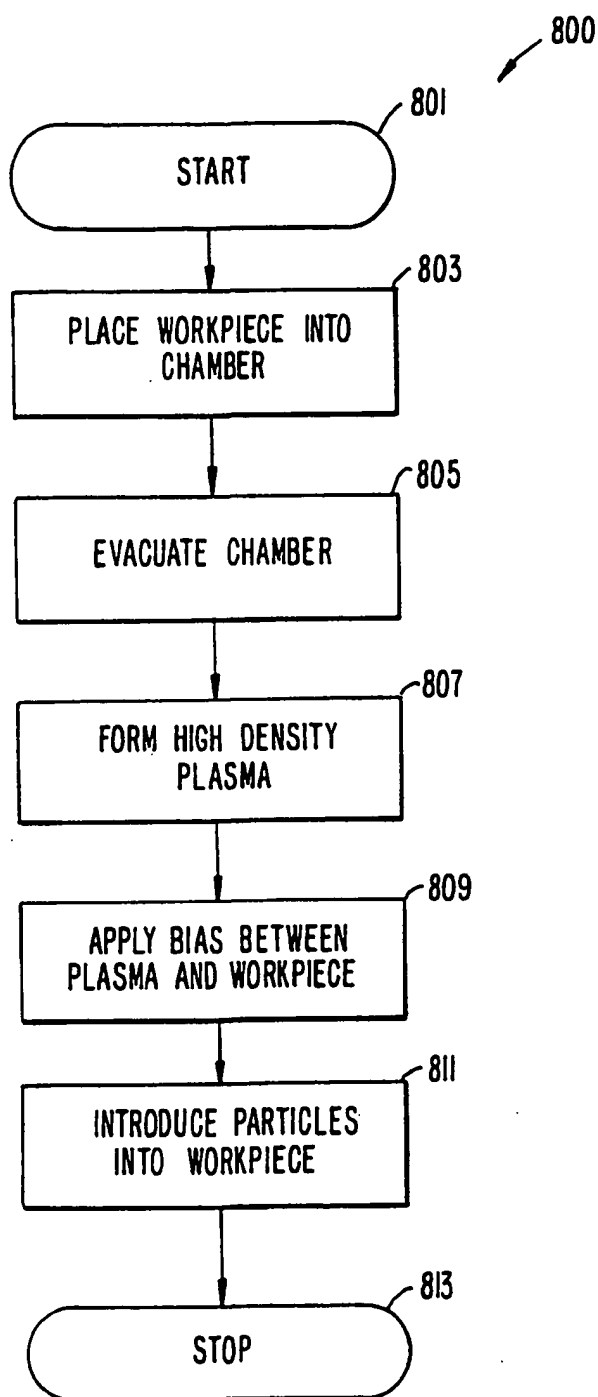 800
801
START
803
PLACE WORKPIECE INTO
CHAMBER
805
EVACUATE CHAMBER
807
FORM HIGH DENSITY
PLASMA
809
APPLY BIAS BETWEEN
PLASMA AND WORKPIECE
811
INTRODUCE PARTICLES
INTO WORKPIECE
813
STOP